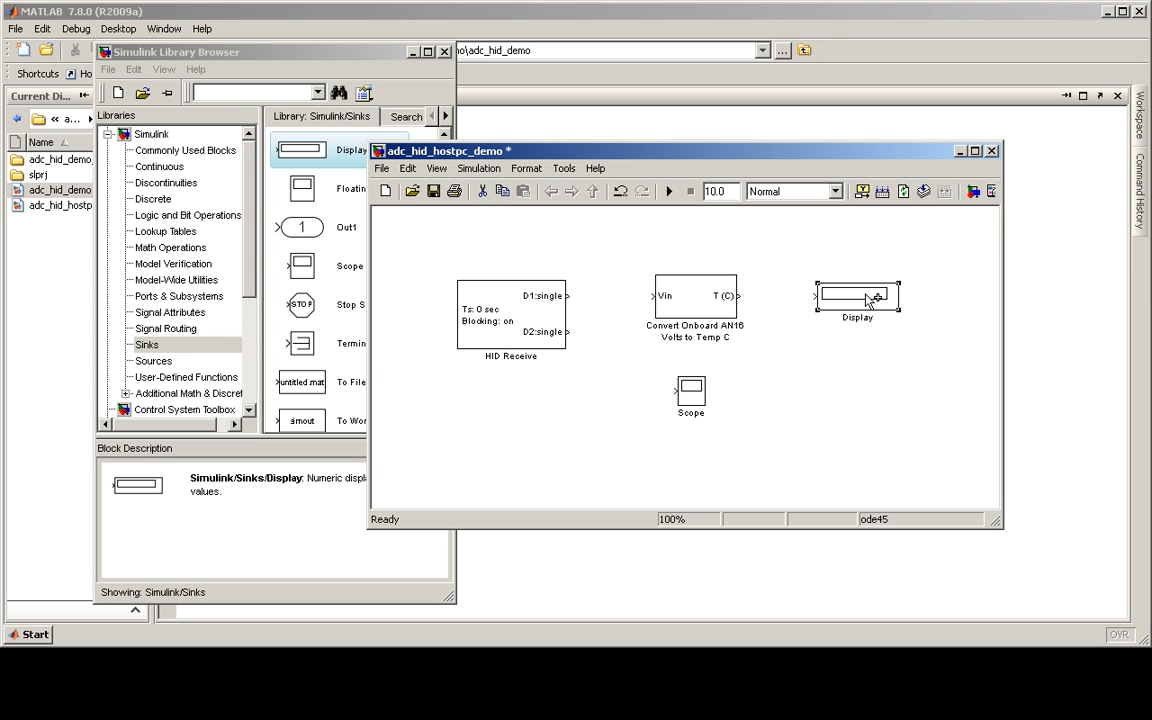 MATLAB 7.8.0 (R2009a)
File Edit Debug Desktop Window Help
Simulink Library Browser
File Edit View Help
\adc_hid_demo
...
Shortcuts
Current Di...
« a...
Name
adc_hid_demo
slprj
adc_hid_demo
adc_hid_hostp
Libraries
Simulink
Commonly Used Blocks
Continuous
Discontinuities
Discrete
Logic and Bit Operations
Lookup Tables
Math Operations
Model Verification
Model-Wide Utilities
Ports & Subsystems
Signal Attributes
Signal Routing
Sinks
Sources
User-Defined Functions
Additional Math & Discret
Control System Toolbox
Library: Simulink/Sinks
Search
Display
Floatin
1
Out1
Scope
STOP
Stop S
Termin
untitled.mat
To File
simout
To Wor
Block Description
Simulink/Sinks/Display: Numeric displ
values.
Showing: Simulink/Sinks
adc_hid_hostpc_demo *
File Edit View Simulation Format Tools Help
10.0
Normal
D1:single
Ts: 0 sec
Blocking: on
D2:single
HID Receive
Vin T (C)
Convert Onboard AN16
Volts to Temp C
Display
Scope
Ready
100%
ode45
Workspace
Command History
Start
OVR